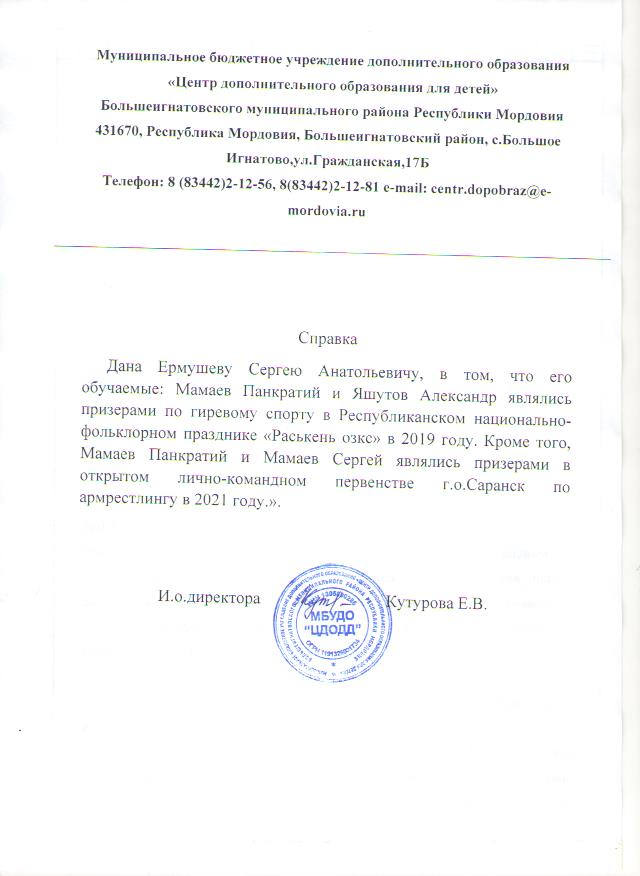 Муниципальное бюджетное учреждение дополнительного образования
«Центр дополнительного образования для детей»
Большеигнатовского муниципального района Республики Мордовия
431670, Республика Мордовия, Большеигнатовский район, с.Большое
Игнатово,ул.Гражданская,17Б
Телефон: 8 (83442)2-12-56, 8(83442)2-12-81 e-mail: centr.dopobraz@e-
mordovia.ru
Справка
Дана Ермушеву Сергею Анатольевичу, в том, что его
обучаемые: Мамаев Панкратий и Яшутов Александр являлись
призерами по гиревому спорту в Республиканском национально-
фольклорном празднике «Раськень озкс» в 2019 году. Кроме того,
Мамаев Панкратий и Мамаев Сергей являлись призерами в
открытом лично-командном первенстве г.о.Саранск по
армрестлингу в 2021 году.».
И.о.директора Кутурова Е.В.
МБУДО
"ЦДОДД"